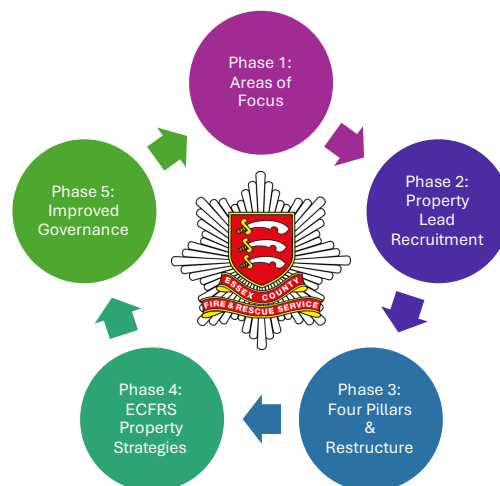 Phase 1:
Areas of
Focus
Phase 2:
Property
Lead
Recruitment
Phase 3:
Four Pillars
&
Restructure
Phase 4:
ECFRS
Property
Strategies
Phase 5:
Improved
Governance
ESSEX COUNTY
FIRE & RESCUE SERVICE